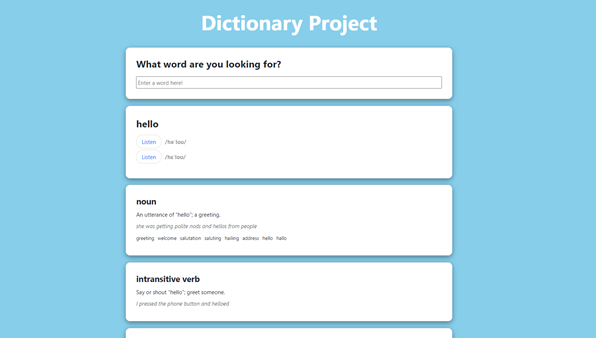 Dictionary Project
What word are you looking for?
Enter a word here!
hello
Listen /hɛˈloʊ/
Listen /həˈloʊ/
noun
An utterance of “hello”; a greeting.
she was getting polite nods and hellos from people
greeting welcome salutation saluting hailing address hello hallo
intransitive verb
Say or shout “hello”; greet someone.
I pressed the phone button and helloed